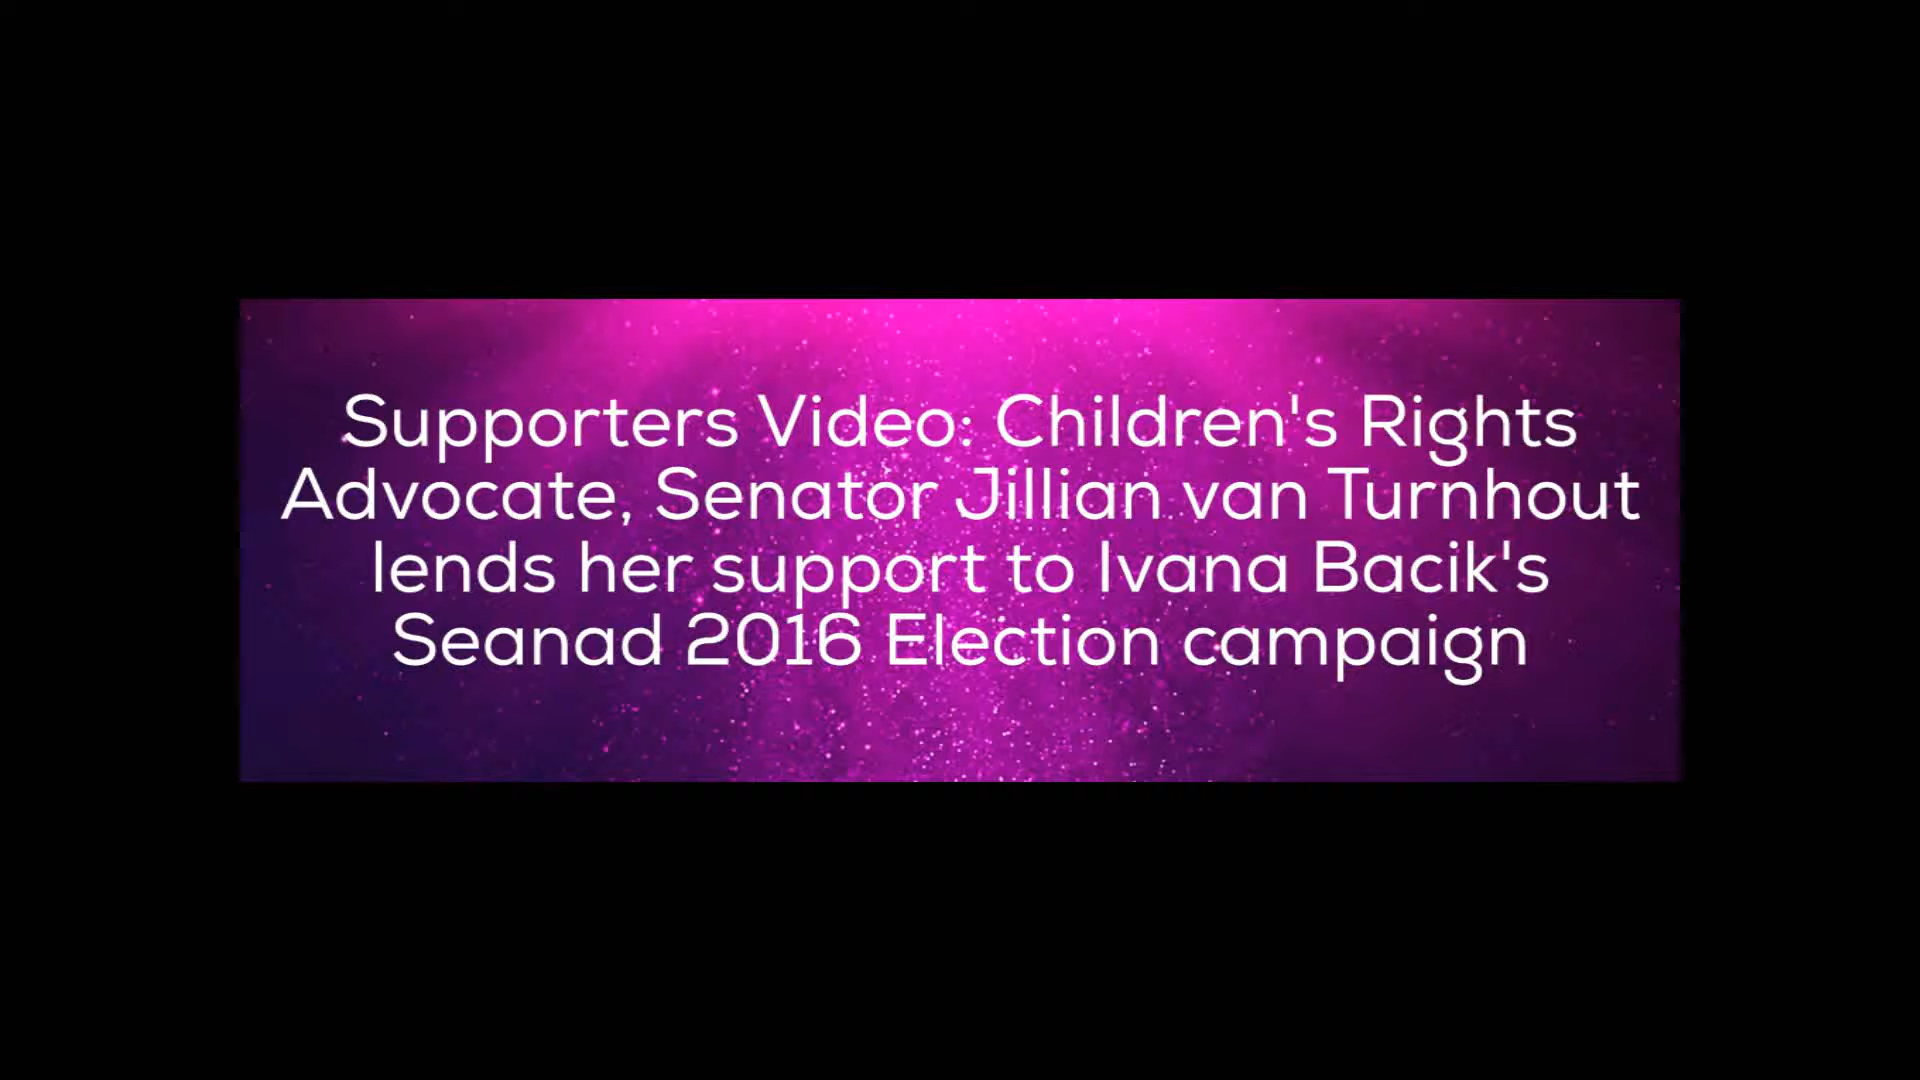 Supporters Video: Children's Rights
Advocate, Senator Jillian van Turnhout
lends her support to Ivana Bacik's
Seanad 2016 Election campaign